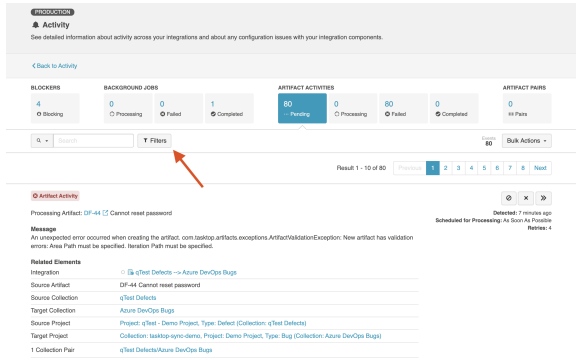 PRODUCTION
Activity
See detailed information about activity across your integrations and about any configuration issues with your integration components.
Back to Activity
BLOCKERS BACKGROUND JOBS ARTIFACT ACTIVITIES ARTIFACT PAIRS
4 0 0 1 80 0 80 0 0
Blocking Processing Failed Completed Pending Processing Failed Completed Pairs
Search Filters Events 80 Bulk Actions
Result 1 - 10 of 80 Previous 1 2 3 4 5 6 7 8 Next
Artifact Activity
Processing Artifact: DF-44 Cannot reset password
Detected: 7 minutes ago
Scheduled for Processing: As Soon As Possible
Retries: 4
Message
An unexpected error occurred when creating the artifact. com.tasktop.artifacts.exceptions.ArtifactValidationException: New artifact has validation
errors: Area Path must be specified. Iteration Path must be specified.
Related Elements
Integration qTest Defects --> Azure DevOps Bugs
Source Artifact DF-44 Cannot reset password
Source Collection qTest Defects
Target Collection Azure DevOps Bugs
Source Project Project: qTest - Demo Project, Type: Defect (Collection: qTest Defects)
Target Project Collection: tasktop-sync-demo, Project: Demo Project, Type: Bug (Collection: Azure DevOps Bugs)
1 Collection Pair qTest Defects/Azure DevOps Bugs